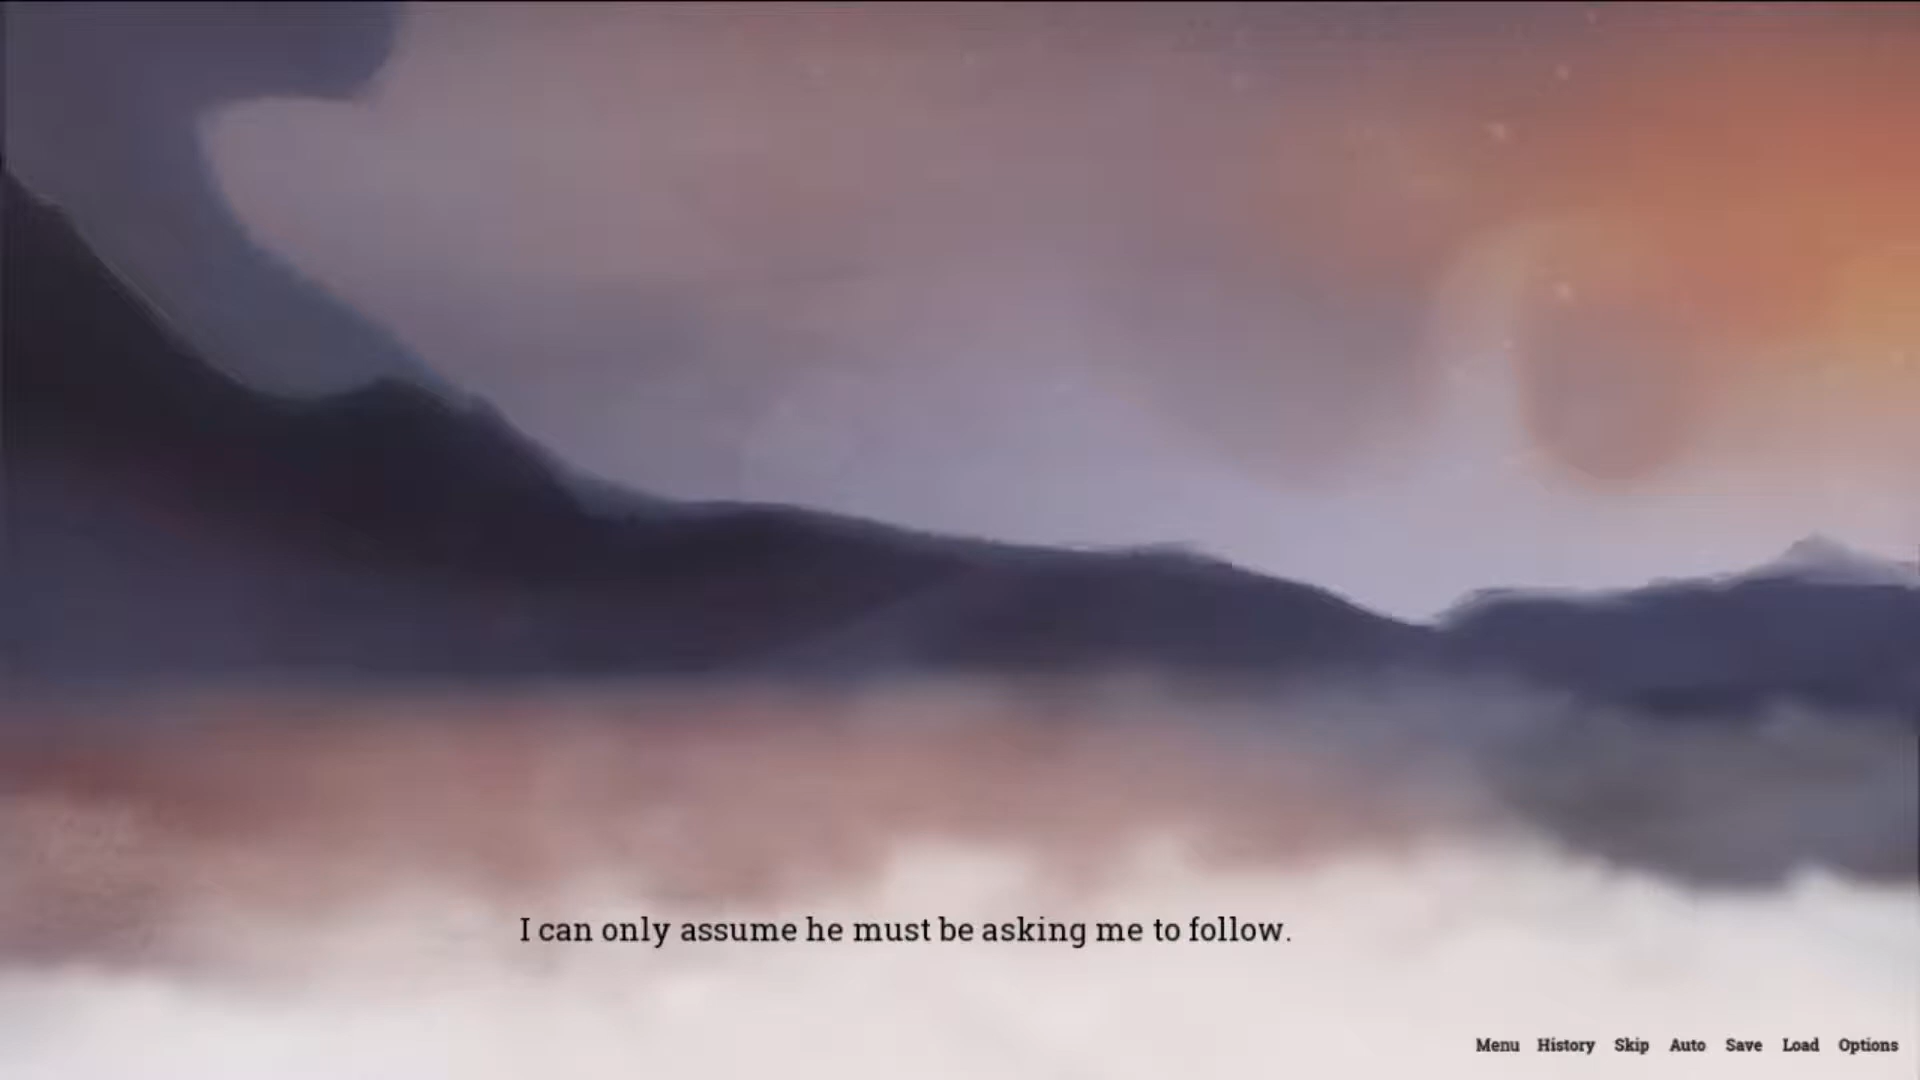 I can only assume he must be asking me to follow.
Menu History Skip Auto Save Load Options